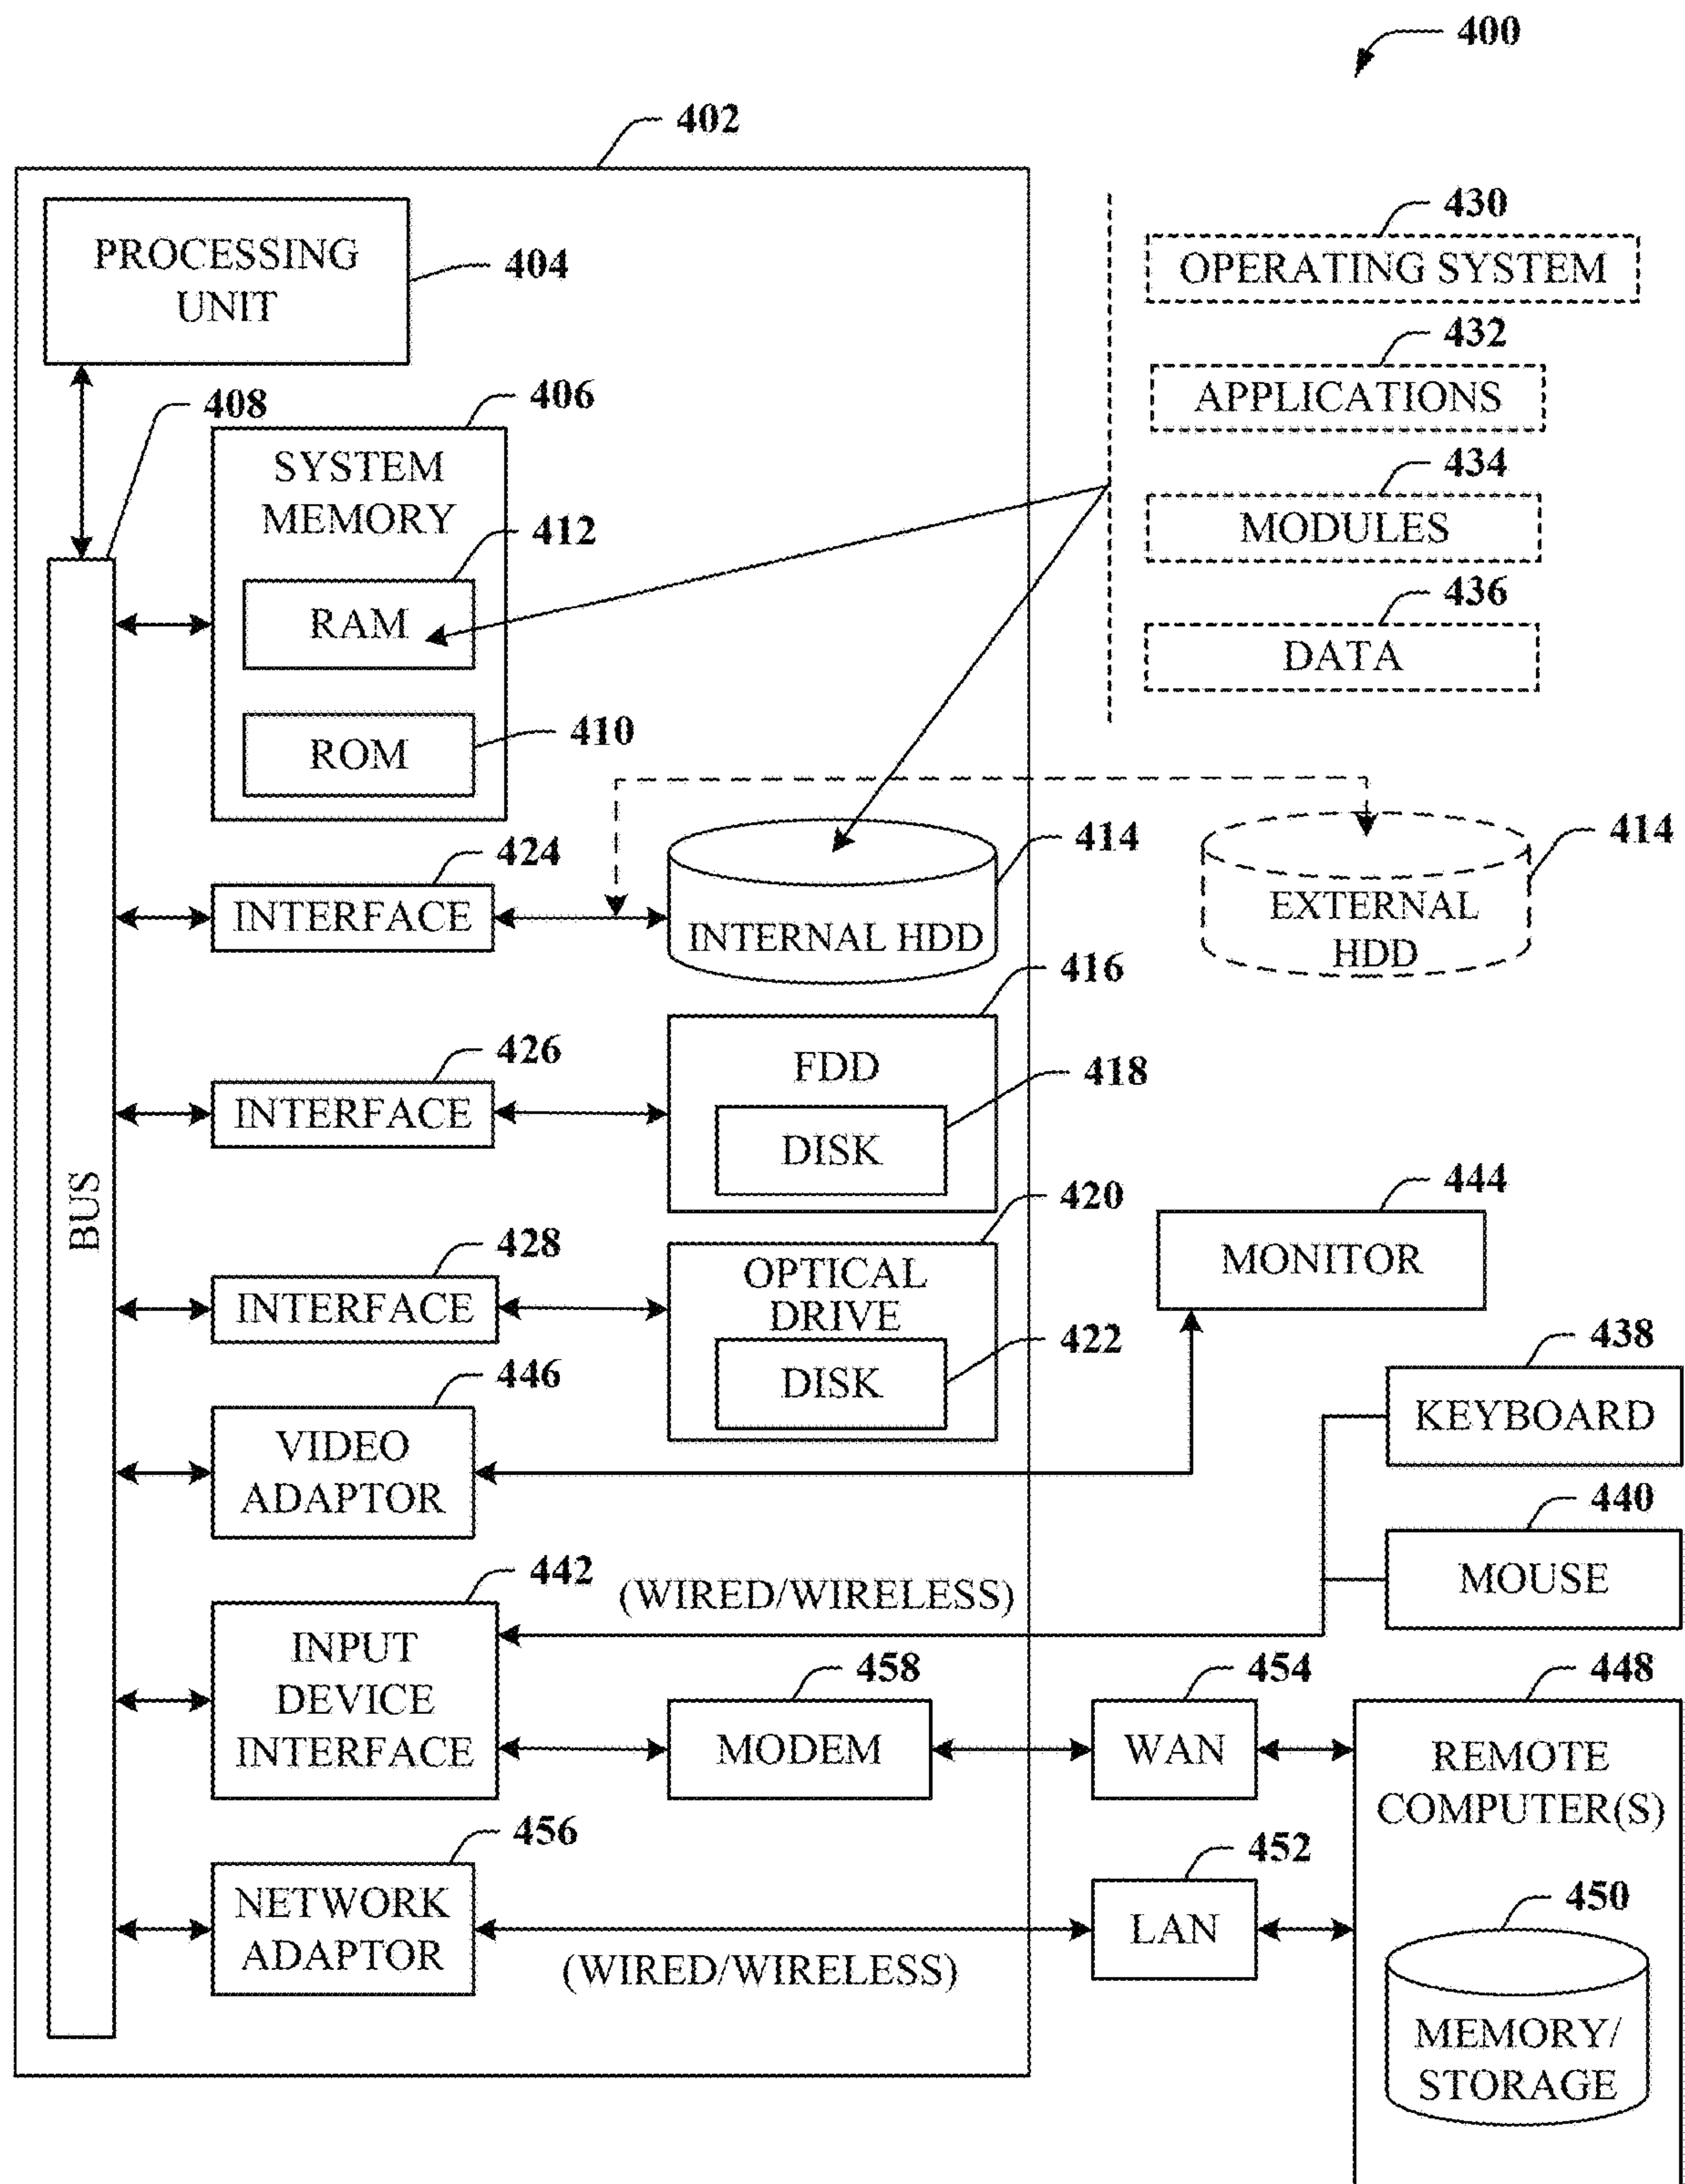 400
402
PROCESSING
UNIT
404
430
OPERATING SYSTEM
432
APPLICATIONS
434
MODULES
436
DATA
408
406
SYSTEM
MEMORY
412
RAM
410
ROM
BUS
424
INTERFACE
414
INTERNAL HDD
414
EXTERNAL
HDD
426
INTERFACE
416
FDD
418
DISK
428
INTERFACE
420
OPTICAL
DRIVE
422
DISK
444
MONITOR
446
VIDEO
ADAPTOR
438
KEYBOARD
440
MOUSE
442
(WIRED/WIRELESS)
INPUT
DEVICE
INTERFACE
458
MODEM
454
WAN
448
REMOTE
COMPUTER(S)
456
NETWORK
ADAPTOR
(WIRED/WIRELESS)
452
LAN
450
MEMORY/
STORAGE